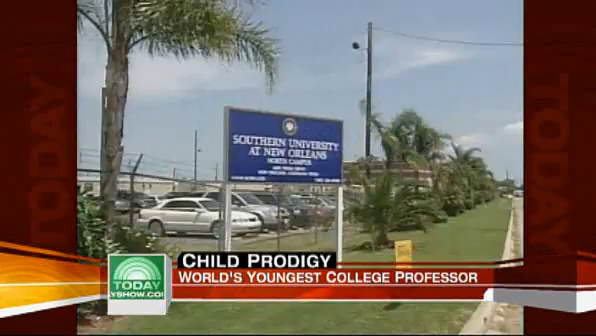 TODAY
SOUTHERN UNIVERSITY
AT NEW ORLEANS
NORTH CAMPUS
TODAY
CHILD PRODIGY
WORLD'S YOUNGEST COLLEGE PROFESSOR
TODAY
YSHOW.CO